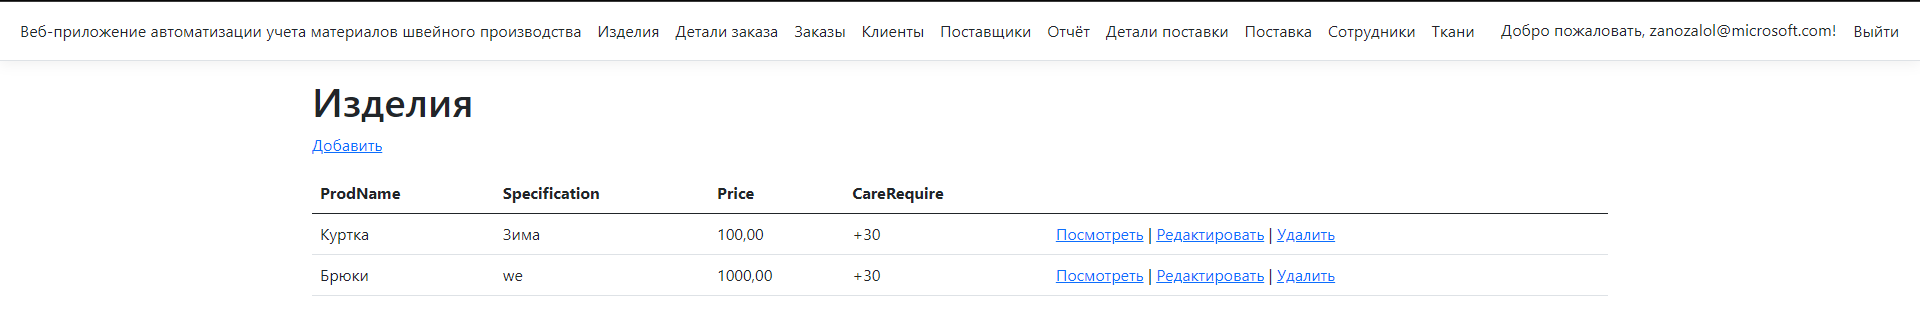 Веб-приложение автоматизации учета материалов швейного производства Изделия Детали заказа Заказы Клиенты Поставщики Отчёт Детали поставки Поставка Сотрудники Ткани Добро пожаловать, zanozalol@microsoft.com! Выйти
Изделия
Добавить
ProdName Specification Price CareRequire
Куртка Зима 100,00 +30 Посмотреть | Редактировать | Удалить
Брюки we 1000,00 +30 Посмотреть | Редактировать | Удалить